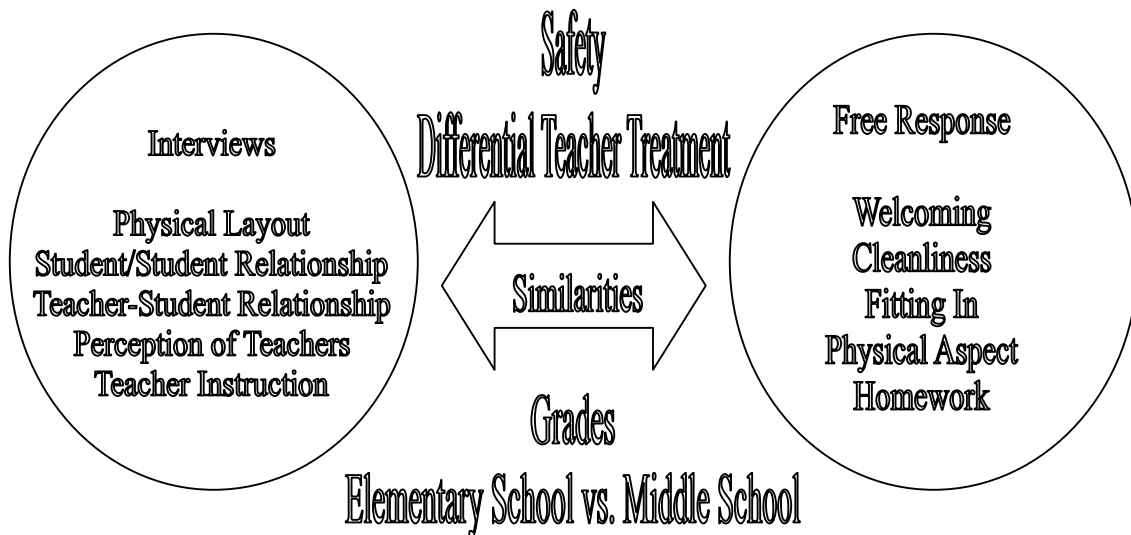 Interviews
Physical Layout
Student/Student Relationship
Teacher-Student Relationship
Perception of Teachers
Teacher Instruction
Safety
Differential Teacher Treatment
Similarities
Grades
Elementary School vs. Middle School
Free Response
Welcoming
Cleanliness
Fitting In
Physical Aspect
Homework